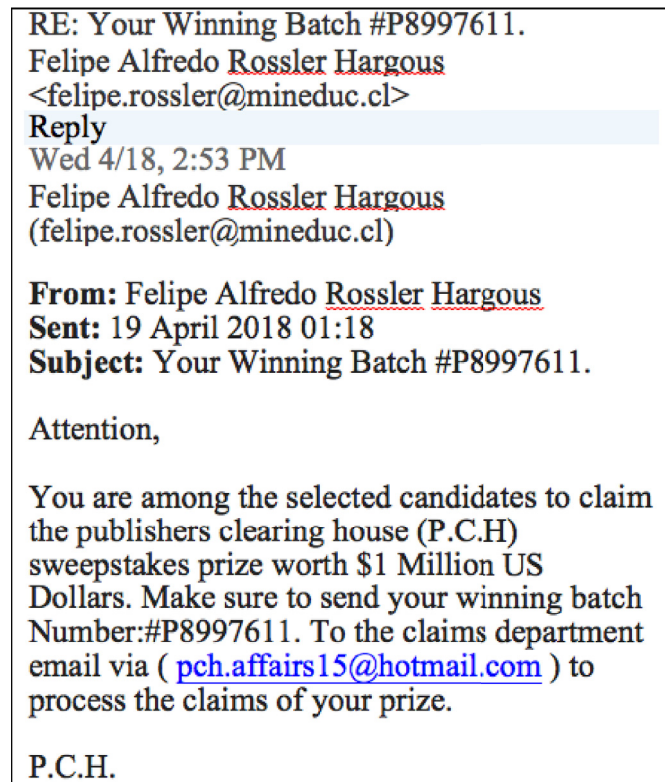 RE: Your Winning Batch #P8997611.
Felipe Alfredo Rossler Hargous
<felipe.rossler@mineduc.cl>
Reply
Wed 4/18, 2:53 PM
Felipe Alfredo Rossler Hargous
(felipe.rossler@mineduc.cl)
From: Felipe Alfredo Rossler Hargous
Sent: 19 April 2018 01:18
Subject: Your Winning Batch #P8997611.
Attention,
You are among the selected candidates to claim
the publishers clearing house (P.C.H)
sweepstakes prize worth $1 Million US
Dollars. Make sure to send your winning batch
Number:#P8997611. To the claims department
email via ( pch.affairs15@hotmail.com ) to
process the claims of your prize.
P.C.H.